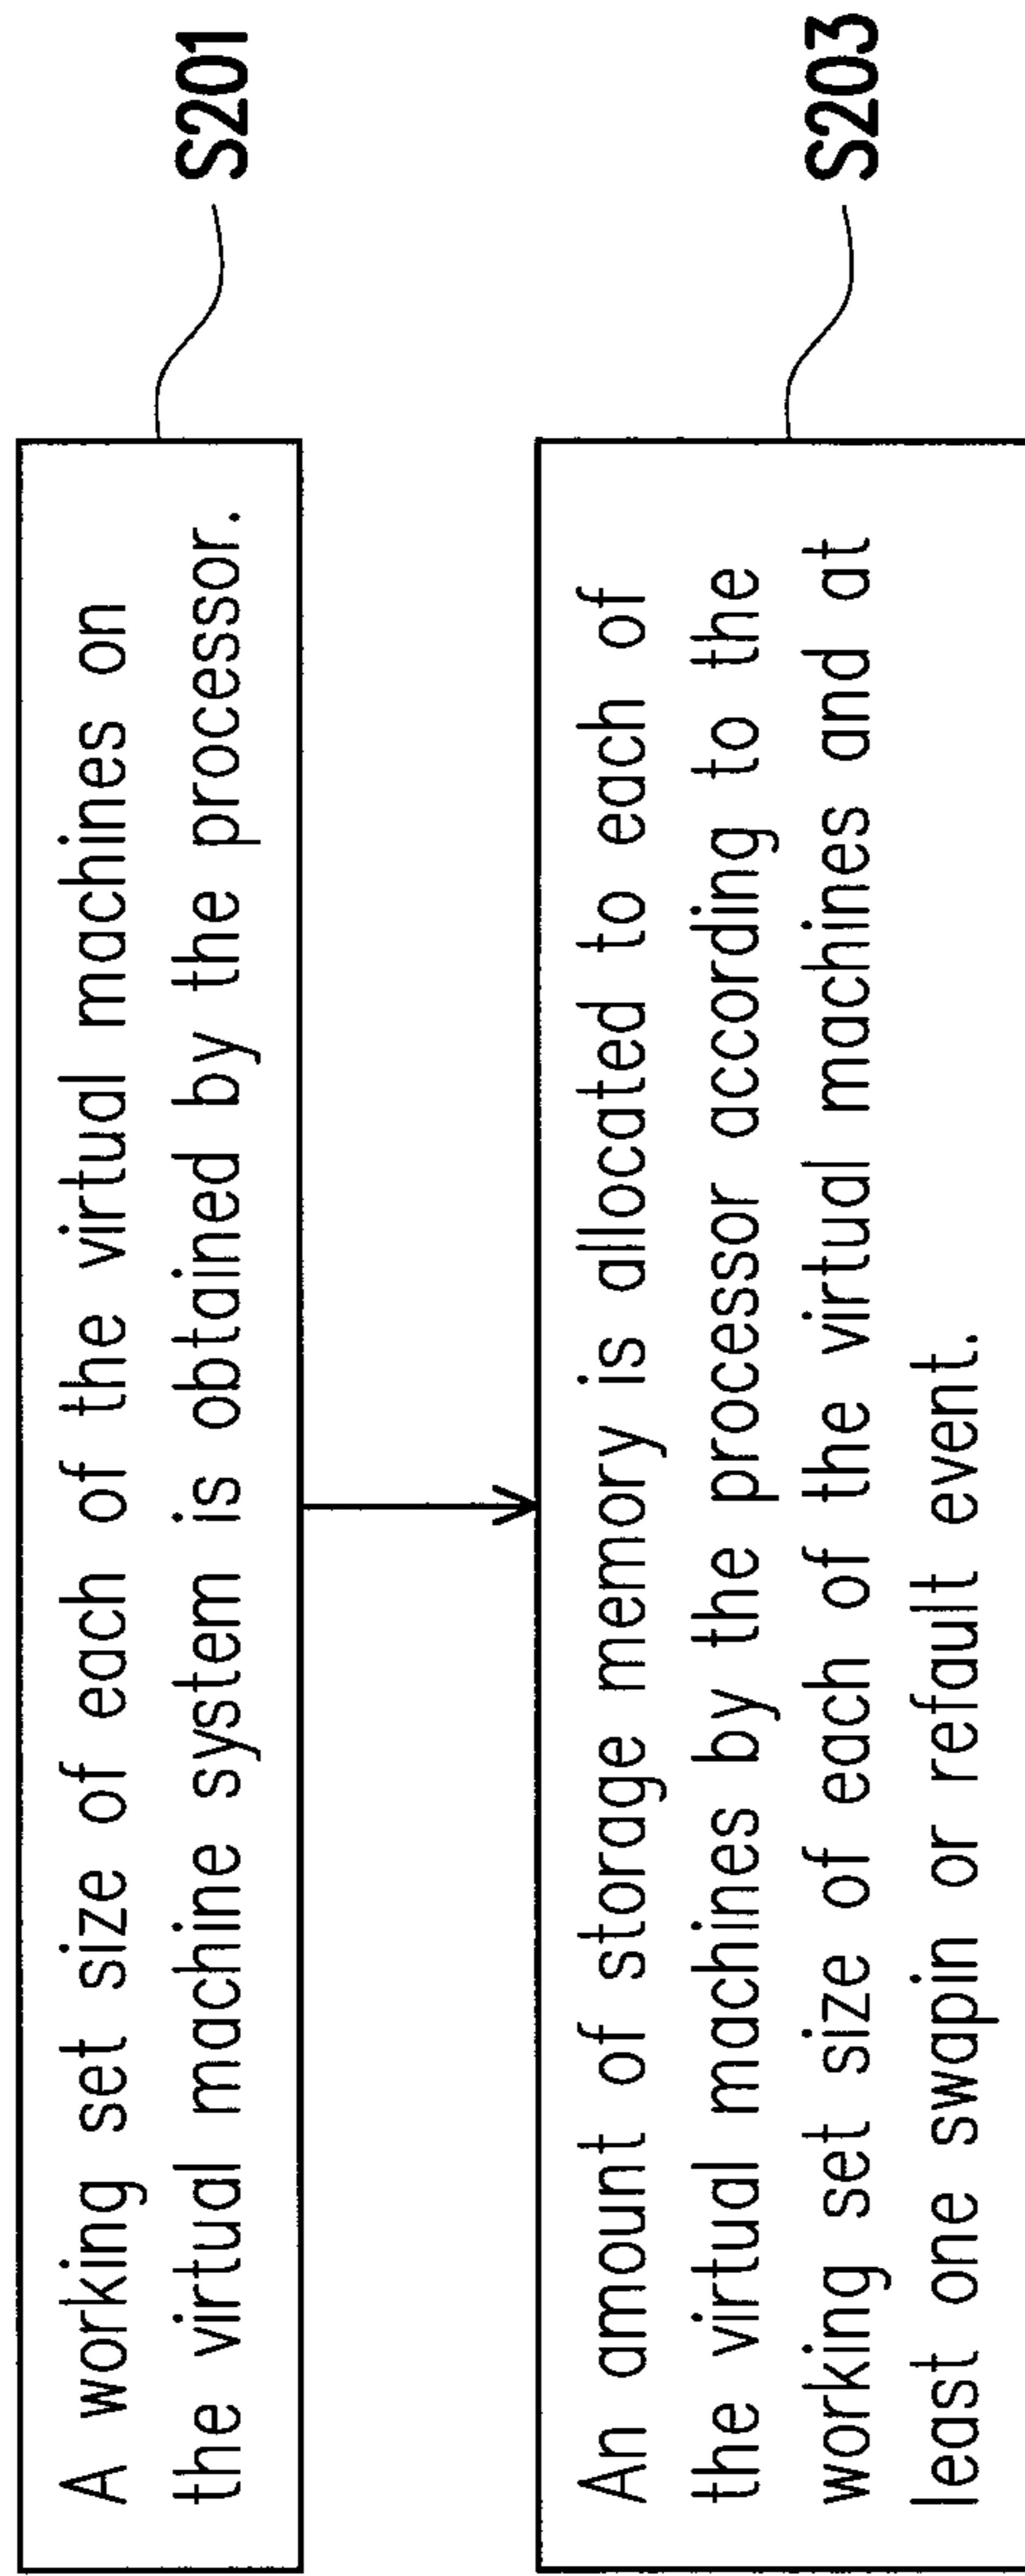 A working set size of each of the virtual machines on
the virtual machine system is obtained by the processor.
S201
An amount of storage memory is allocated to each of
the virtual machines by the processor according to the
working set size of each of the virtual machines and at
least one swapin or refault event.
S203